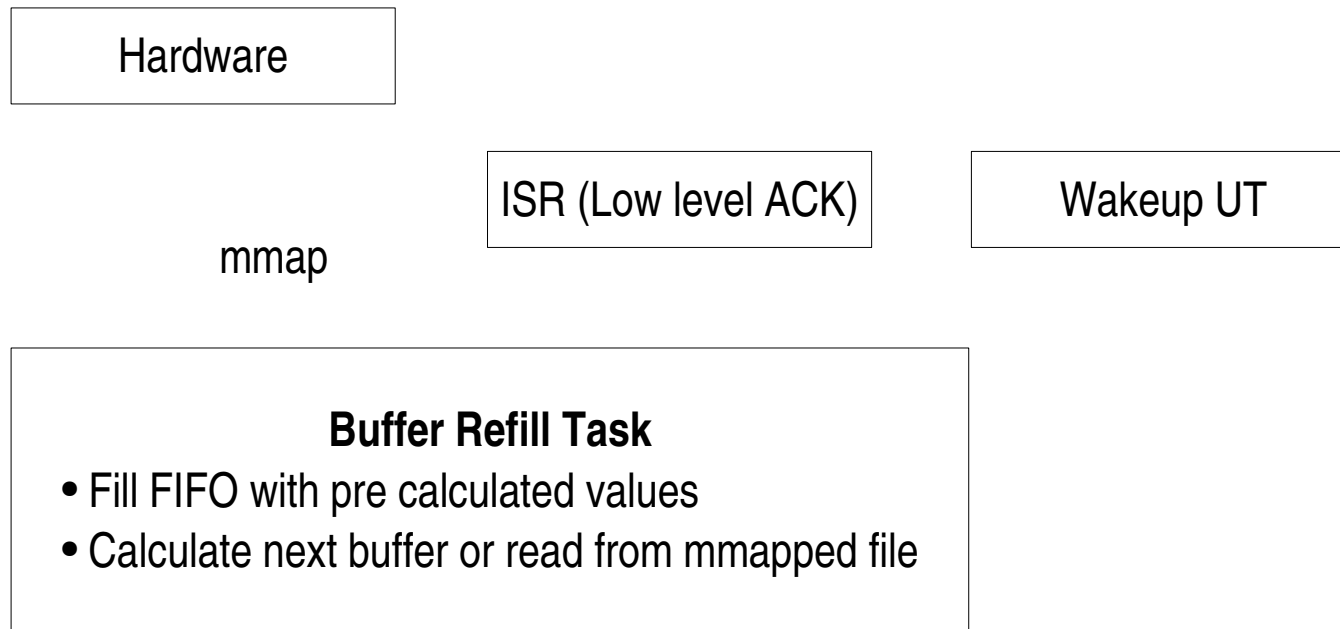 Hardware
ISR (Low level ACK)
Wakeup UT
mmap
Buffer Refill Task
• Fill FIFO with pre calculated values
• Calculate next buffer or read from mmapped file